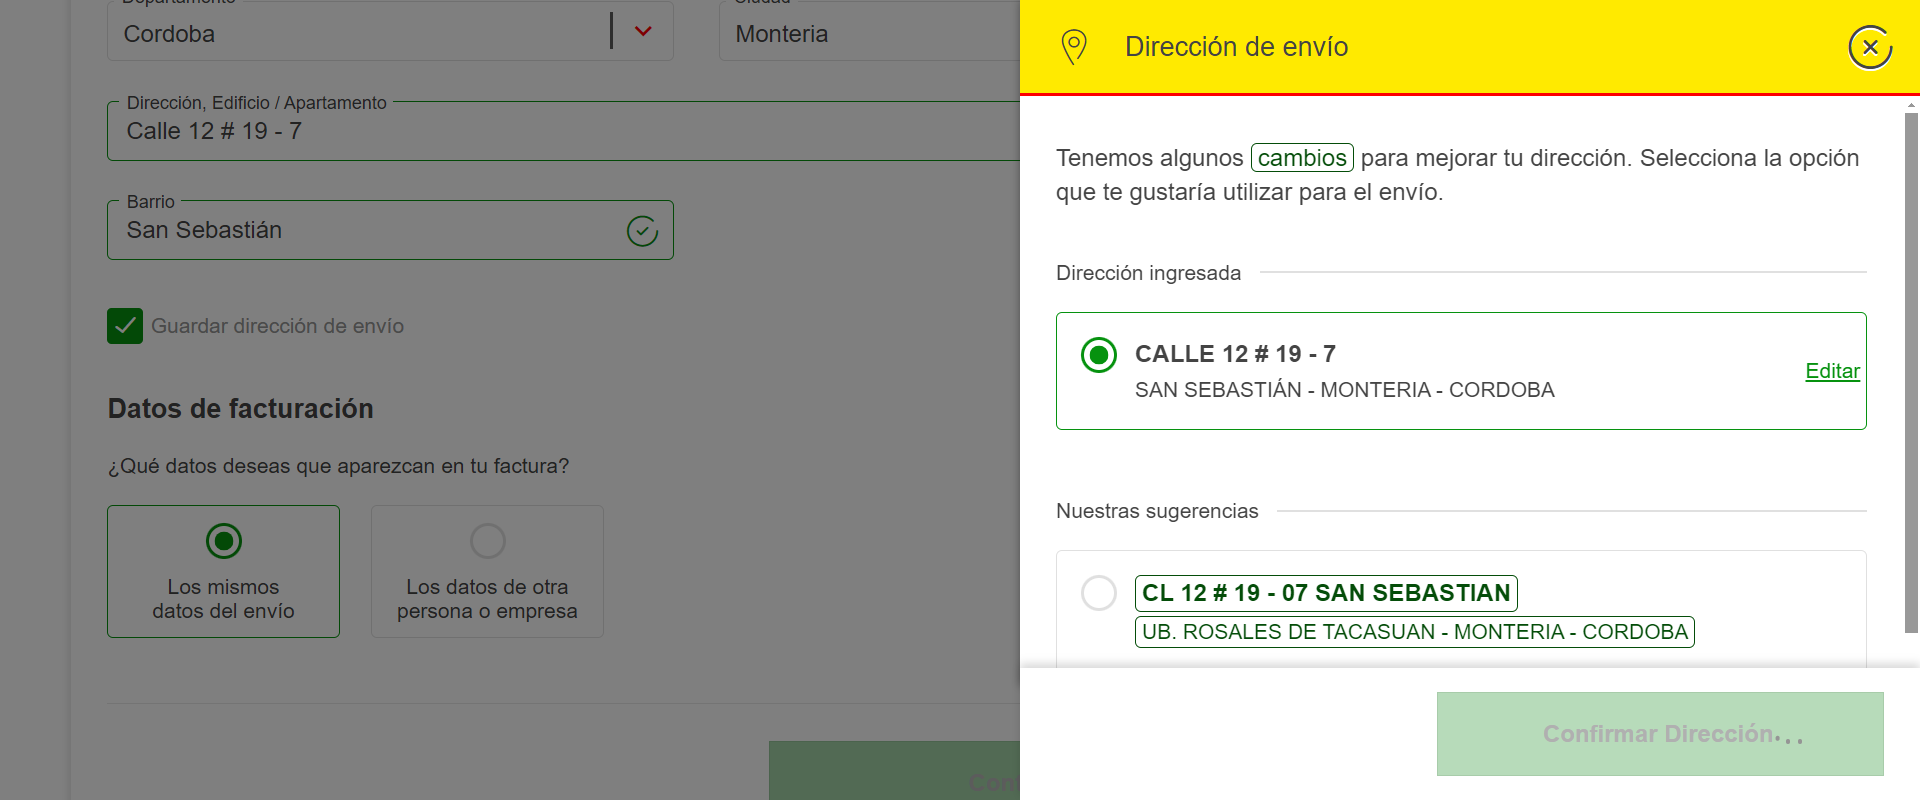 Departamento
Cordoba
Ciudad
Monteria
Dirección, Edificio / Apartamento
Calle 12 # 19 - 7
Barrio
San Sebastián
Guardar dirección de envío
Datos de facturación
¿Qué datos deseas que aparezcan en tu factura?
Los mismos
datos del envío
Los datos de otra
persona o empresa
Dirección de envío
Tenemos algunos cambios para mejorar tu dirección. Selecciona la opción
que te gustaría utilizar para el envío.
Dirección ingresada
CALLE 12 # 19 - 7
SAN SEBASTIÁN - MONTERIA - CORDOBA
Editar
Nuestras sugerencias
CL 12 # 19 - 07 SAN SEBASTIAN
UB. ROSALES DE TACASUAN - MONTERIA - CORDOBA
Confirmar Dirección...